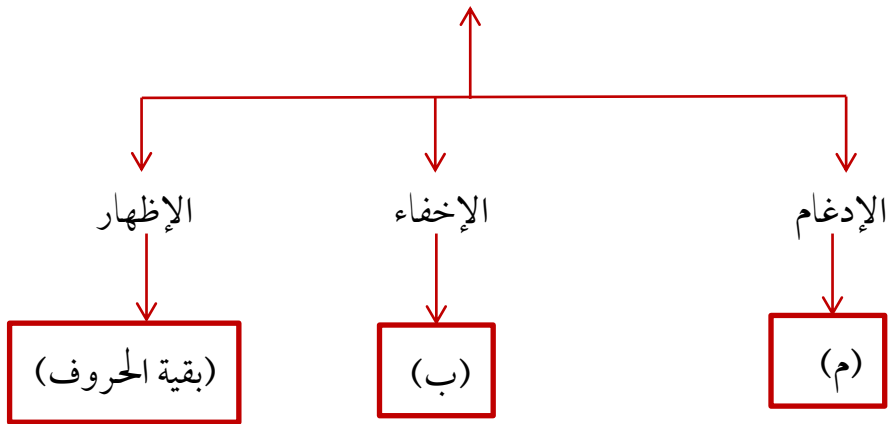 الإدغام
الإخفاء
الإظهار
(م)
(ب)
(بقية الحروف)